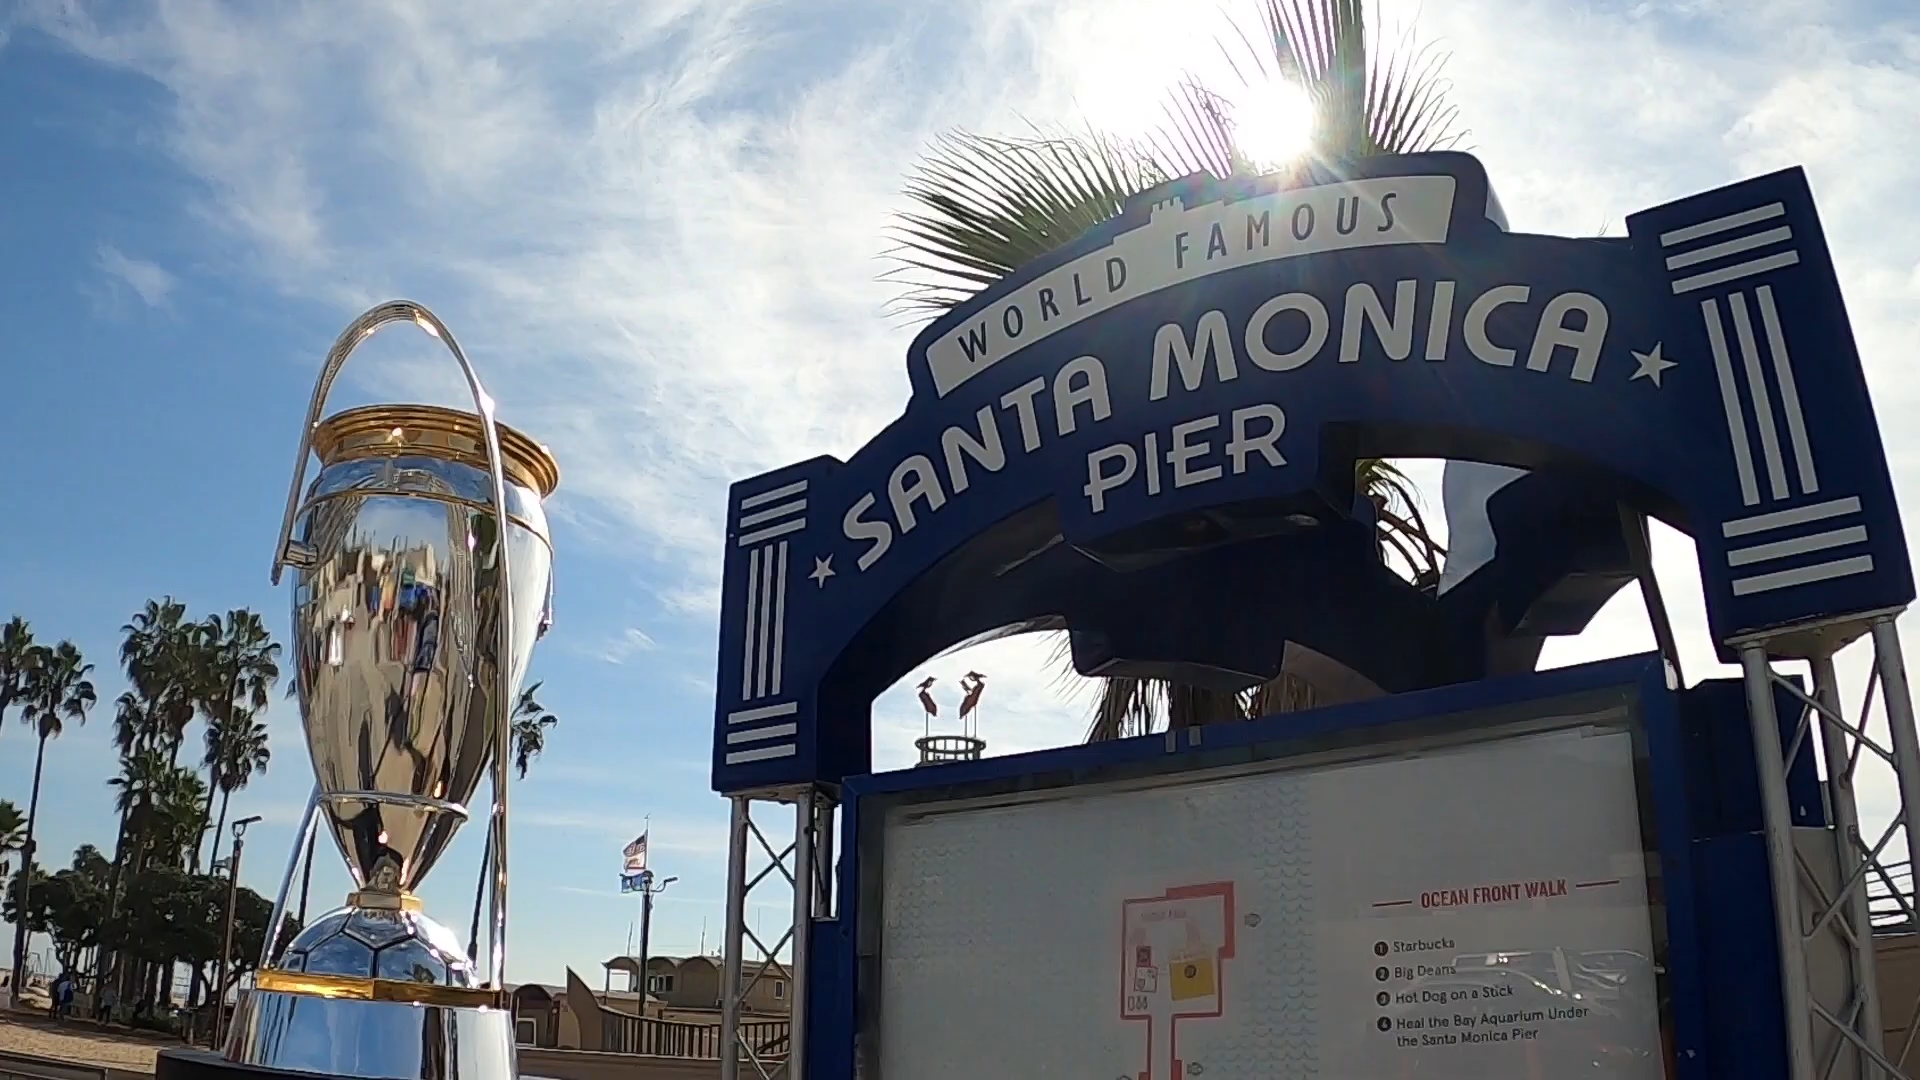 WORLD FAMOUS
SANTA MONICA
PIER
OCEAN FRONT WALK
1 Starbucks
2 Big Deans
3 Hot Dog on a Stick
4 Heal the Bay Aquarium Under
the Santa Monica Pier